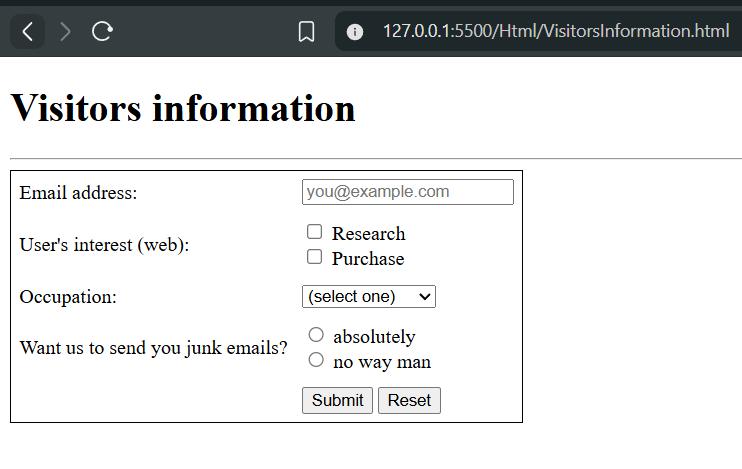 127.0.0.1:5500/Html/VisitorsInformation.html
Visitors information
Email address: you@example.com
User's interest (web):
Research
Purchase
Occupation: (select one)
Want us to send you junk emails?
absolutely
no way man
Submit Reset